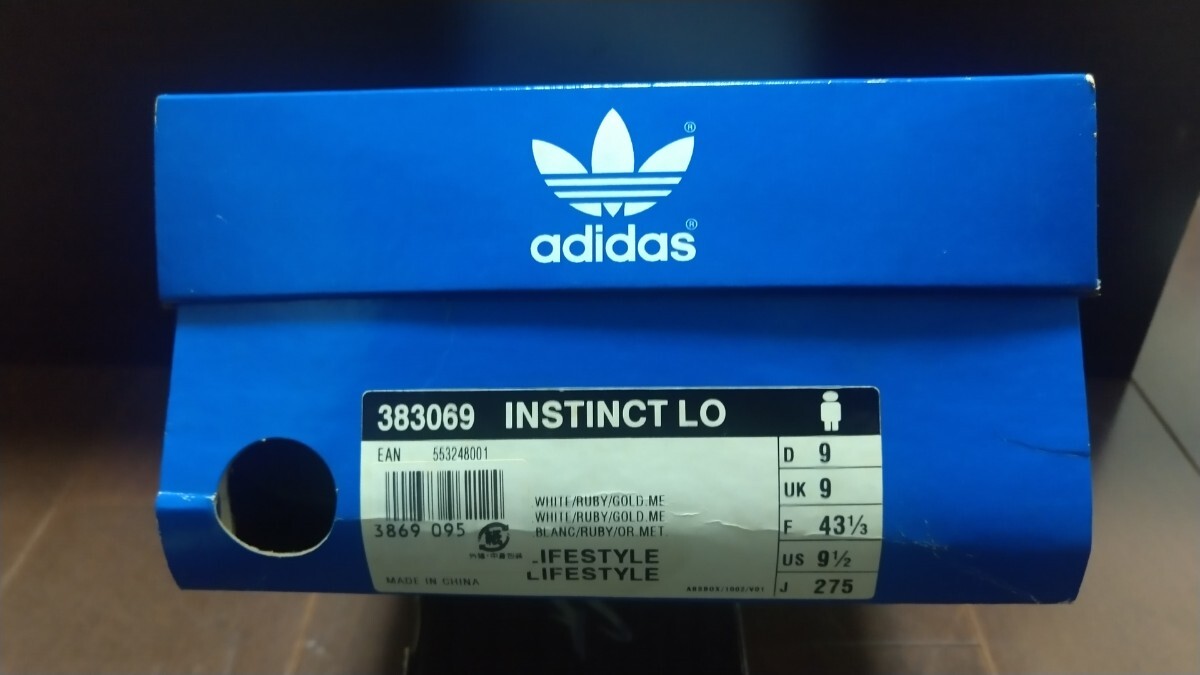 ®
adidas®
383069 INSTINCT LO
EAN 553248001
3869 095
WHITE/RUBY/GOLD.ME
WHITE/RUBY/GOLD.ME
BLANC/RUBY/OR.MET
LIFESTYLE
LIFESTYLE
MADE IN CHINA
D 9
UK 9
F 43⅓
US 9½
J 275